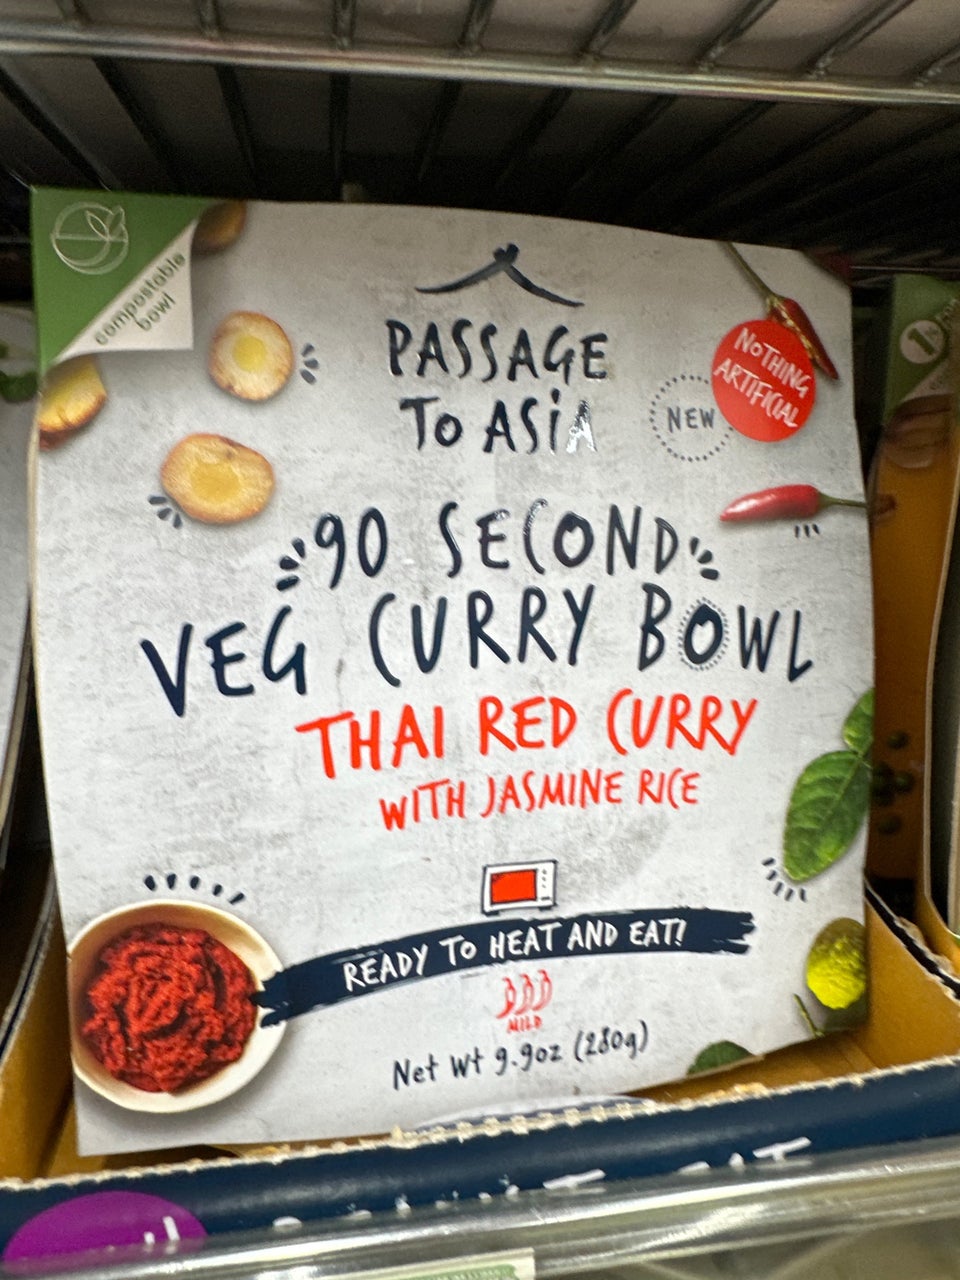 compostable
bowl
PASSAGE
TO ASiA
NEW
NOTHING
ARTIFICIAL
90 SECOND
VEG CURRY BOWL
THAI RED CURRY
WITH JASMINE RICE
READY TO HEAT AND EAT!
MILD
Net Wt 9.9oz (280g)